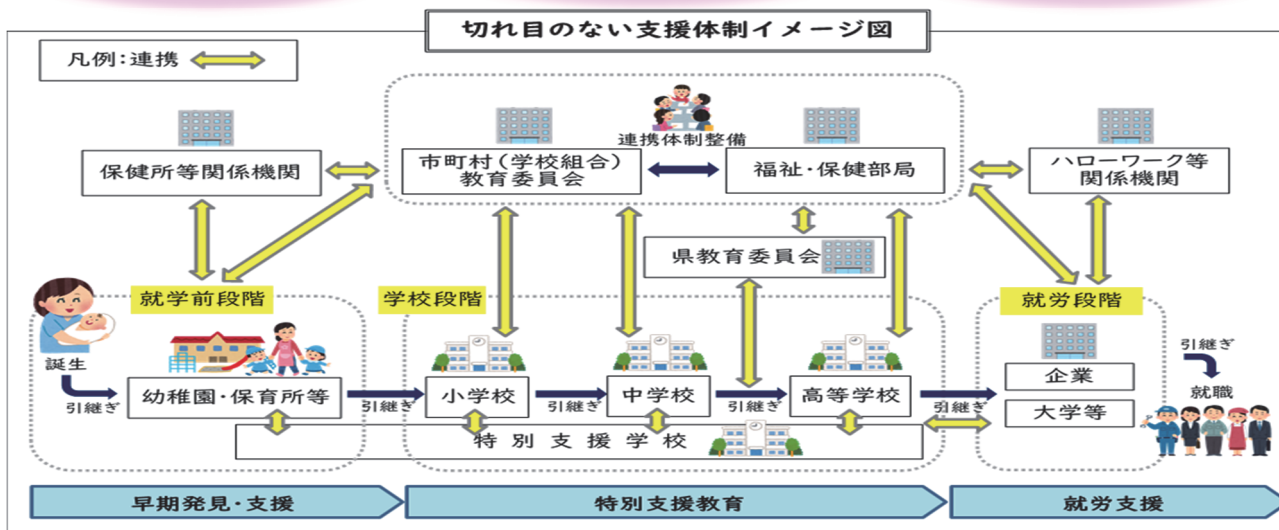 切れ目のない支援体制イメージ図
凡例:連携
連携体制整備
保健所等関係機関
市町村(学校組合)
教育委員会
福祉・保健部局
ハローワーク等
関係機関
県教育委員会
就学前段階
学校段階
就労段階
誕生
引継ぎ
幼稚園・保育所等
引継ぎ
小学校
引継ぎ
中学校
引継ぎ
高等学校
引継ぎ
企業
大学等
引継ぎ
就職
特別支援学校
早期発見・支援
特別支援教育
就労支援